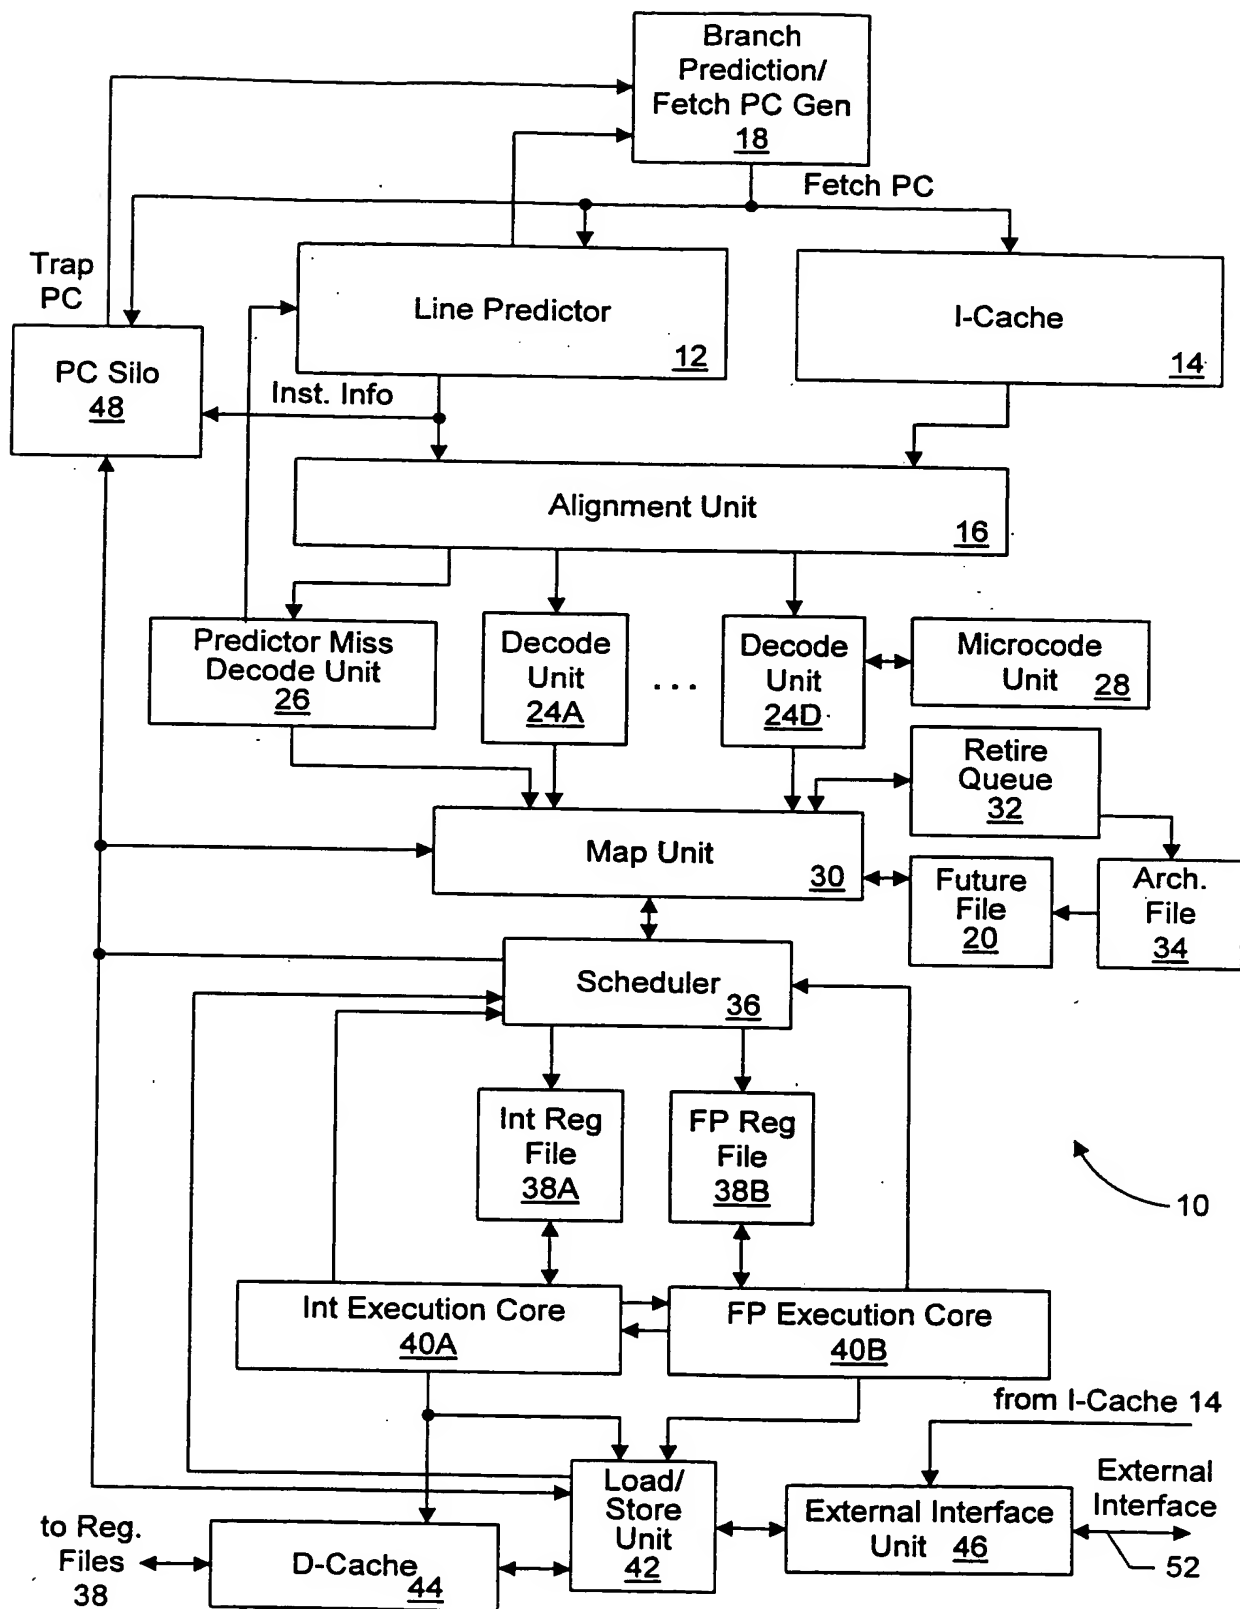 Branch
Prediction/
Fetch PC Gen
18
Fetch PC
Trap
PC
Line Predictor
12
I-Cache
14
PC Silo
48
Inst. Info
Alignment Unit
16
Predictor Miss
Decode Unit
26
Decode
Unit
24A
...
Decode
Unit
24D
Microcode
Unit 28
Retire
Queue
32
Map Unit
30
Future
File
20
Arch.
File
34
Scheduler
36
Int Reg
File
38A
FP Reg
File
38B
10
Int Execution Core
40A
FP Execution Core
40B
from I-Cache 14
Load/
Store
Unit
42
External Interface
Unit 46
External
Interface
52
to Reg.
Files
38
D-Cache
44